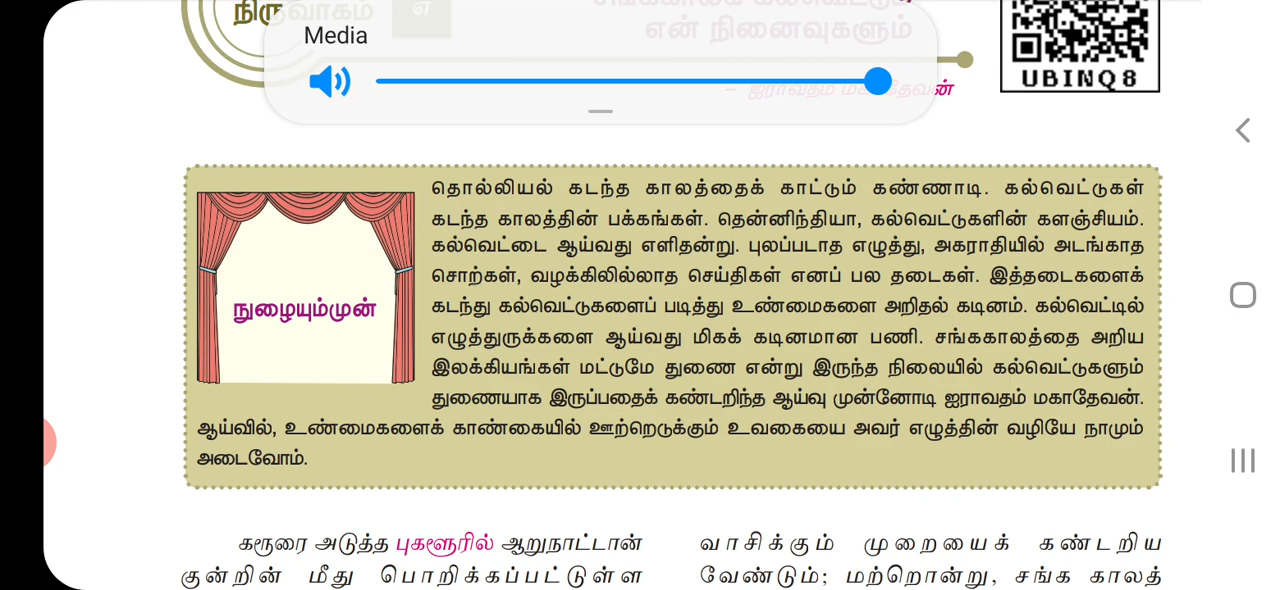 நிருவாகம்
எ
Media
என் நினைவுகளும்
– ஐராவதம் மகாதேவன்
UBINQ8
தொல்லியல் கடந்த காலத்தைக் காட்டும் கண்ணாடி. கல்வெட்டுகள்
கடந்த காலத்தின் பக்கங்கள். தென்னிந்தியா, கல்வெட்டுகளின் களஞ்சியம்.
கல்வெட்டை ஆய்வது எளிதன்று. புலப்படாத எழுத்து, அகராதியில் அடங்காத
சொற்கள், வழக்கிலில்லாத செய்திகள் எனப் பல தடைகள். இத்தடைகளைக்
நுழையும்முன்
கடந்து கல்வெட்டுகளைப் படித்து உண்மைகளை அறிதல் கடினம். கல்வெட்டில்
எழுத்துருக்களை ஆய்வது மிகக் கடினமான பணி. சங்ககாலத்தை அறிய
இலக்கியங்கள் மட்டுமே துணை என்று இருந்த நிலையில் கல்வெட்டுகளும்
துணையாக இருப்பதைக் கண்டறிந்த ஆய்வு முன்னோடி ஐராவதம் மகாதேவன்.
ஆய்வில், உண்மைகளைக் காண்கையில் ஊற்றெடுக்கும் உவகையை அவர் எழுத்தின் வழியே நாமும்
அடைவோம்.
கரூரை அடுத்த புகளூரில் ஆறுநாட்டான்
குன்றின் மீது பொறிக்கப்பட்டுள்ள
வாசிக்கும் முறையைக் கண்டறிய
வேண்டும்; மற்றொன்று, சங்க காலத்